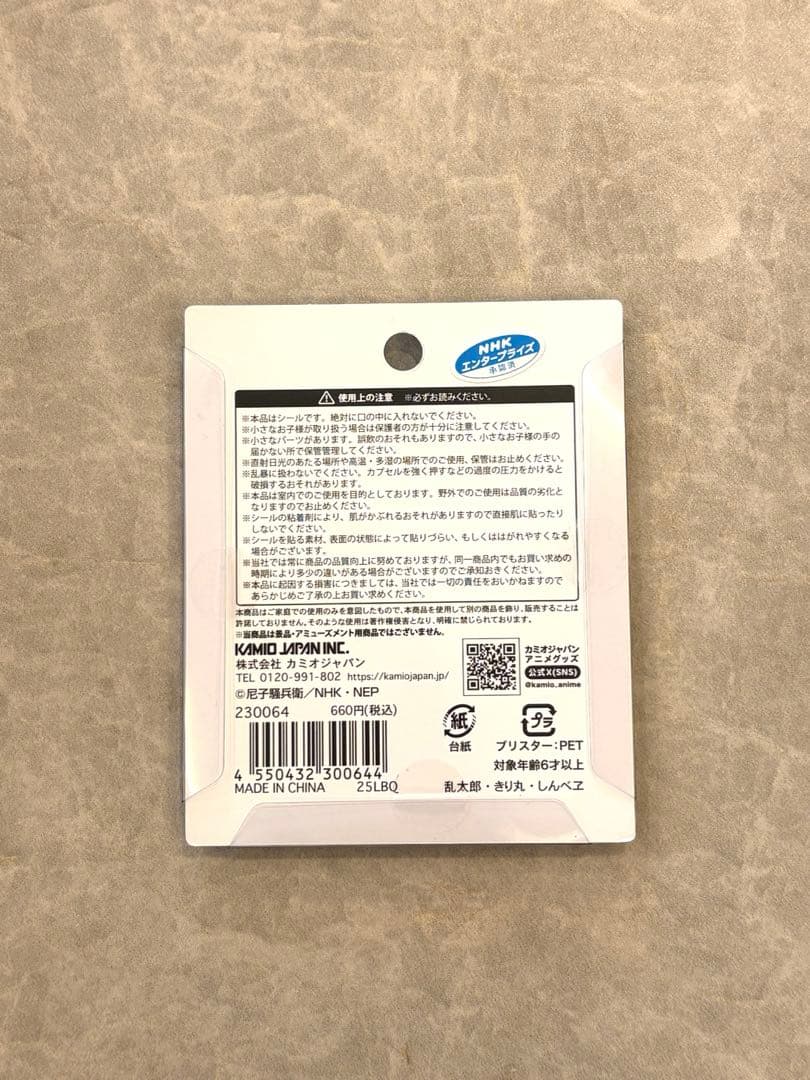 NHK
エンタープライズ
承認済
使用上の注意 ※必ずお読みください。
※本品はシールです。絶対に口の中に入れないでください。
※小さなお子様が取り扱う場合は保護者の方が十分に注意してください。
※小さなパーツがあります。誤飲のおそれもありますので、小さなお子様の手の
届かない所で保管管理してください。
※直射日光のあたる場所や高温・多湿の場所でのご使用、保管はお止めください。
※乱暴に扱わないでください。カプセルを強く押すなどの過度の圧力をかけると
破損するおそれがあります。
※本品は室内でのご使用を目的としております。野外でのご使用は品質の劣化と
なりますのでお止めください。
※シールの粘着剤により、肌がかぶれるおそれがありますので直接肌に貼ったり
しないでください。
※シールを貼る素材、表面の状態によって貼りづらい、もしくははがれやすくなる
場合がございます。
※当社では常に商品の品質向上に努めておりますが、同一商品内でもお買い求めの
時期により多少の違いがある場合がございますのでご承知おきください。
※本品に起因する損害につきましては、当社では一切の責任をおいかねますので
あらかじめご了承の上お買い求めください。
本商品はご家庭での使用のみを意図したもので、本商品を使用して別の商品を飾り、販売することは
許諾しておりません。そのような使用は著作権侵害となり、明確に禁じられております。
※当商品は景品・アミューズメント用商品ではございません。
KAMIO JAPAN INC.
株式会社 カミオジャパン
TEL 0120-991-802 https://kamiojapan.jp/
©尼子騒兵衛/NHK・NEP
カミオジャパン
アニメグッズ
公式X(SNS)
@kamio_anime
230064 660円(税込)
4 550432 300644
MADE IN CHINA 25LBQ
紙
台紙
プラ
ブリスター:PET
対象年齢6才以上
乱太郎・きり丸・しんべヱ